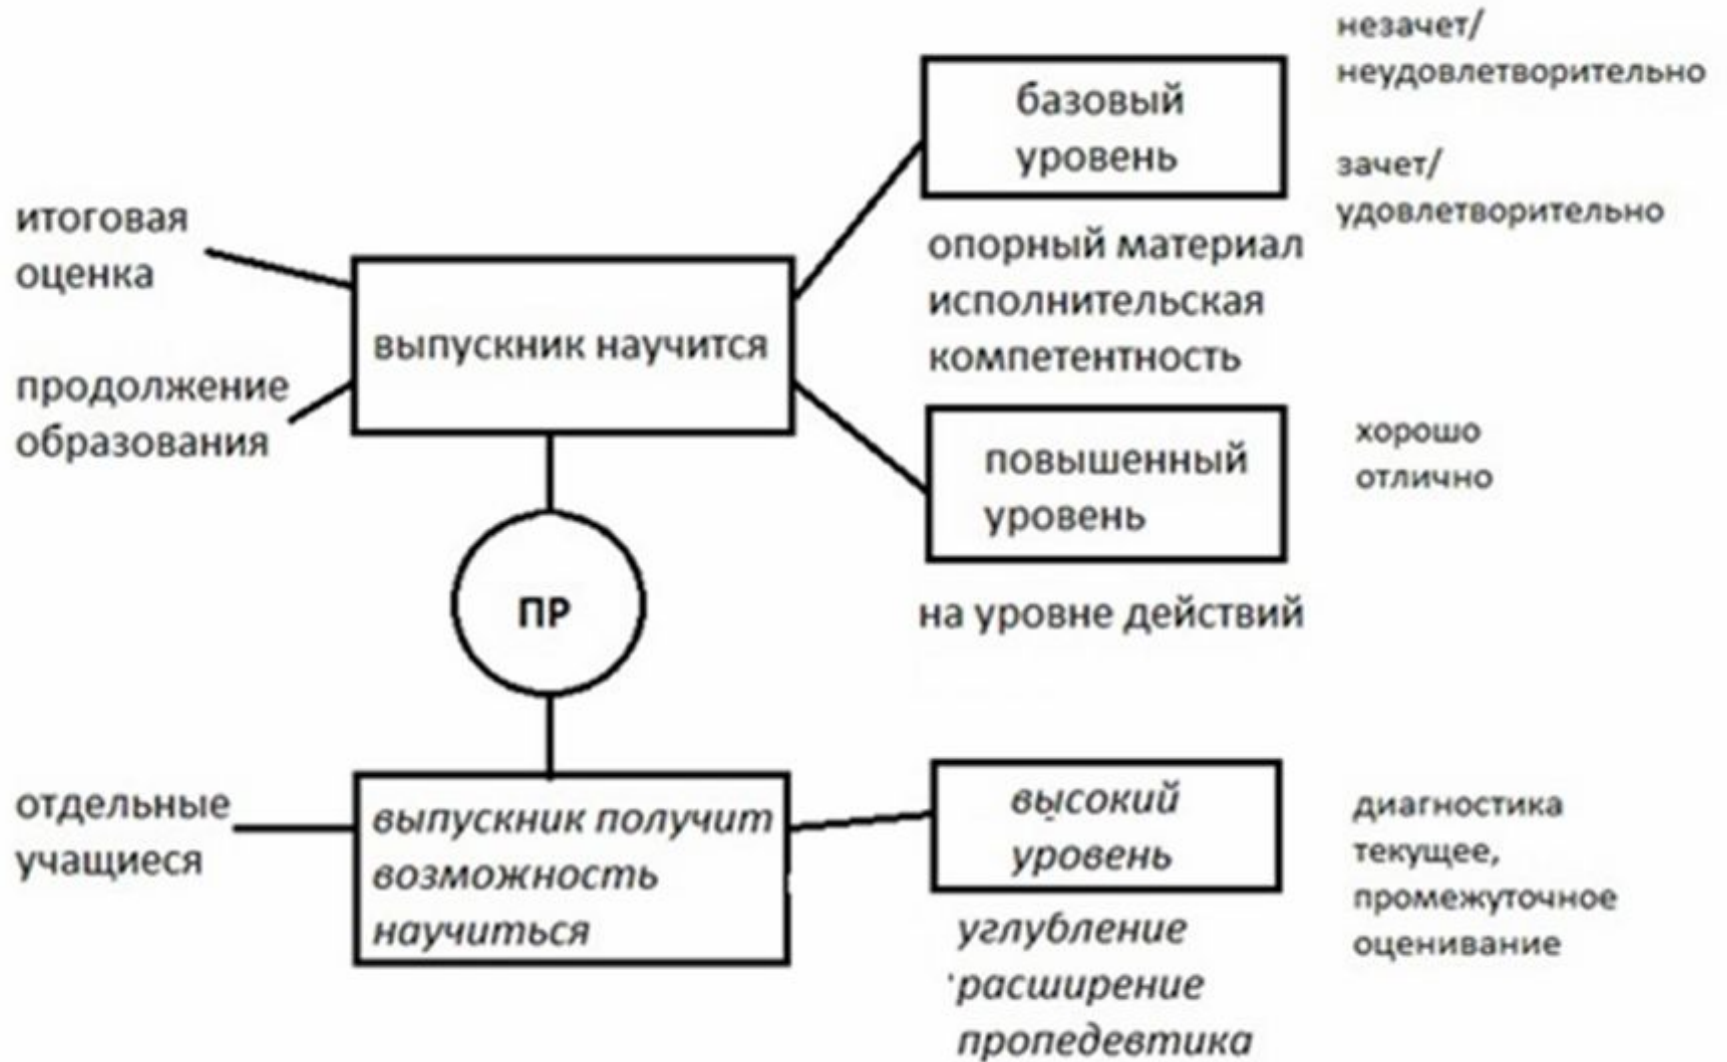 незачет/
неудовлетворительно
базовый
уровень
зачет/
удовлетворительно
итоговая
оценка
опорный материал
исполнительская
компетентность
выпускник научится
продолжение
образования
повышенный
уровень
хорошо
отлично
на уровне действий
ПР
отдельные
учащиеся
выпускник получит
возможность
научиться
высокий
уровень
углубление
расширение
пропедевтика
диагностика
текущее,
промежуточное
оценивание